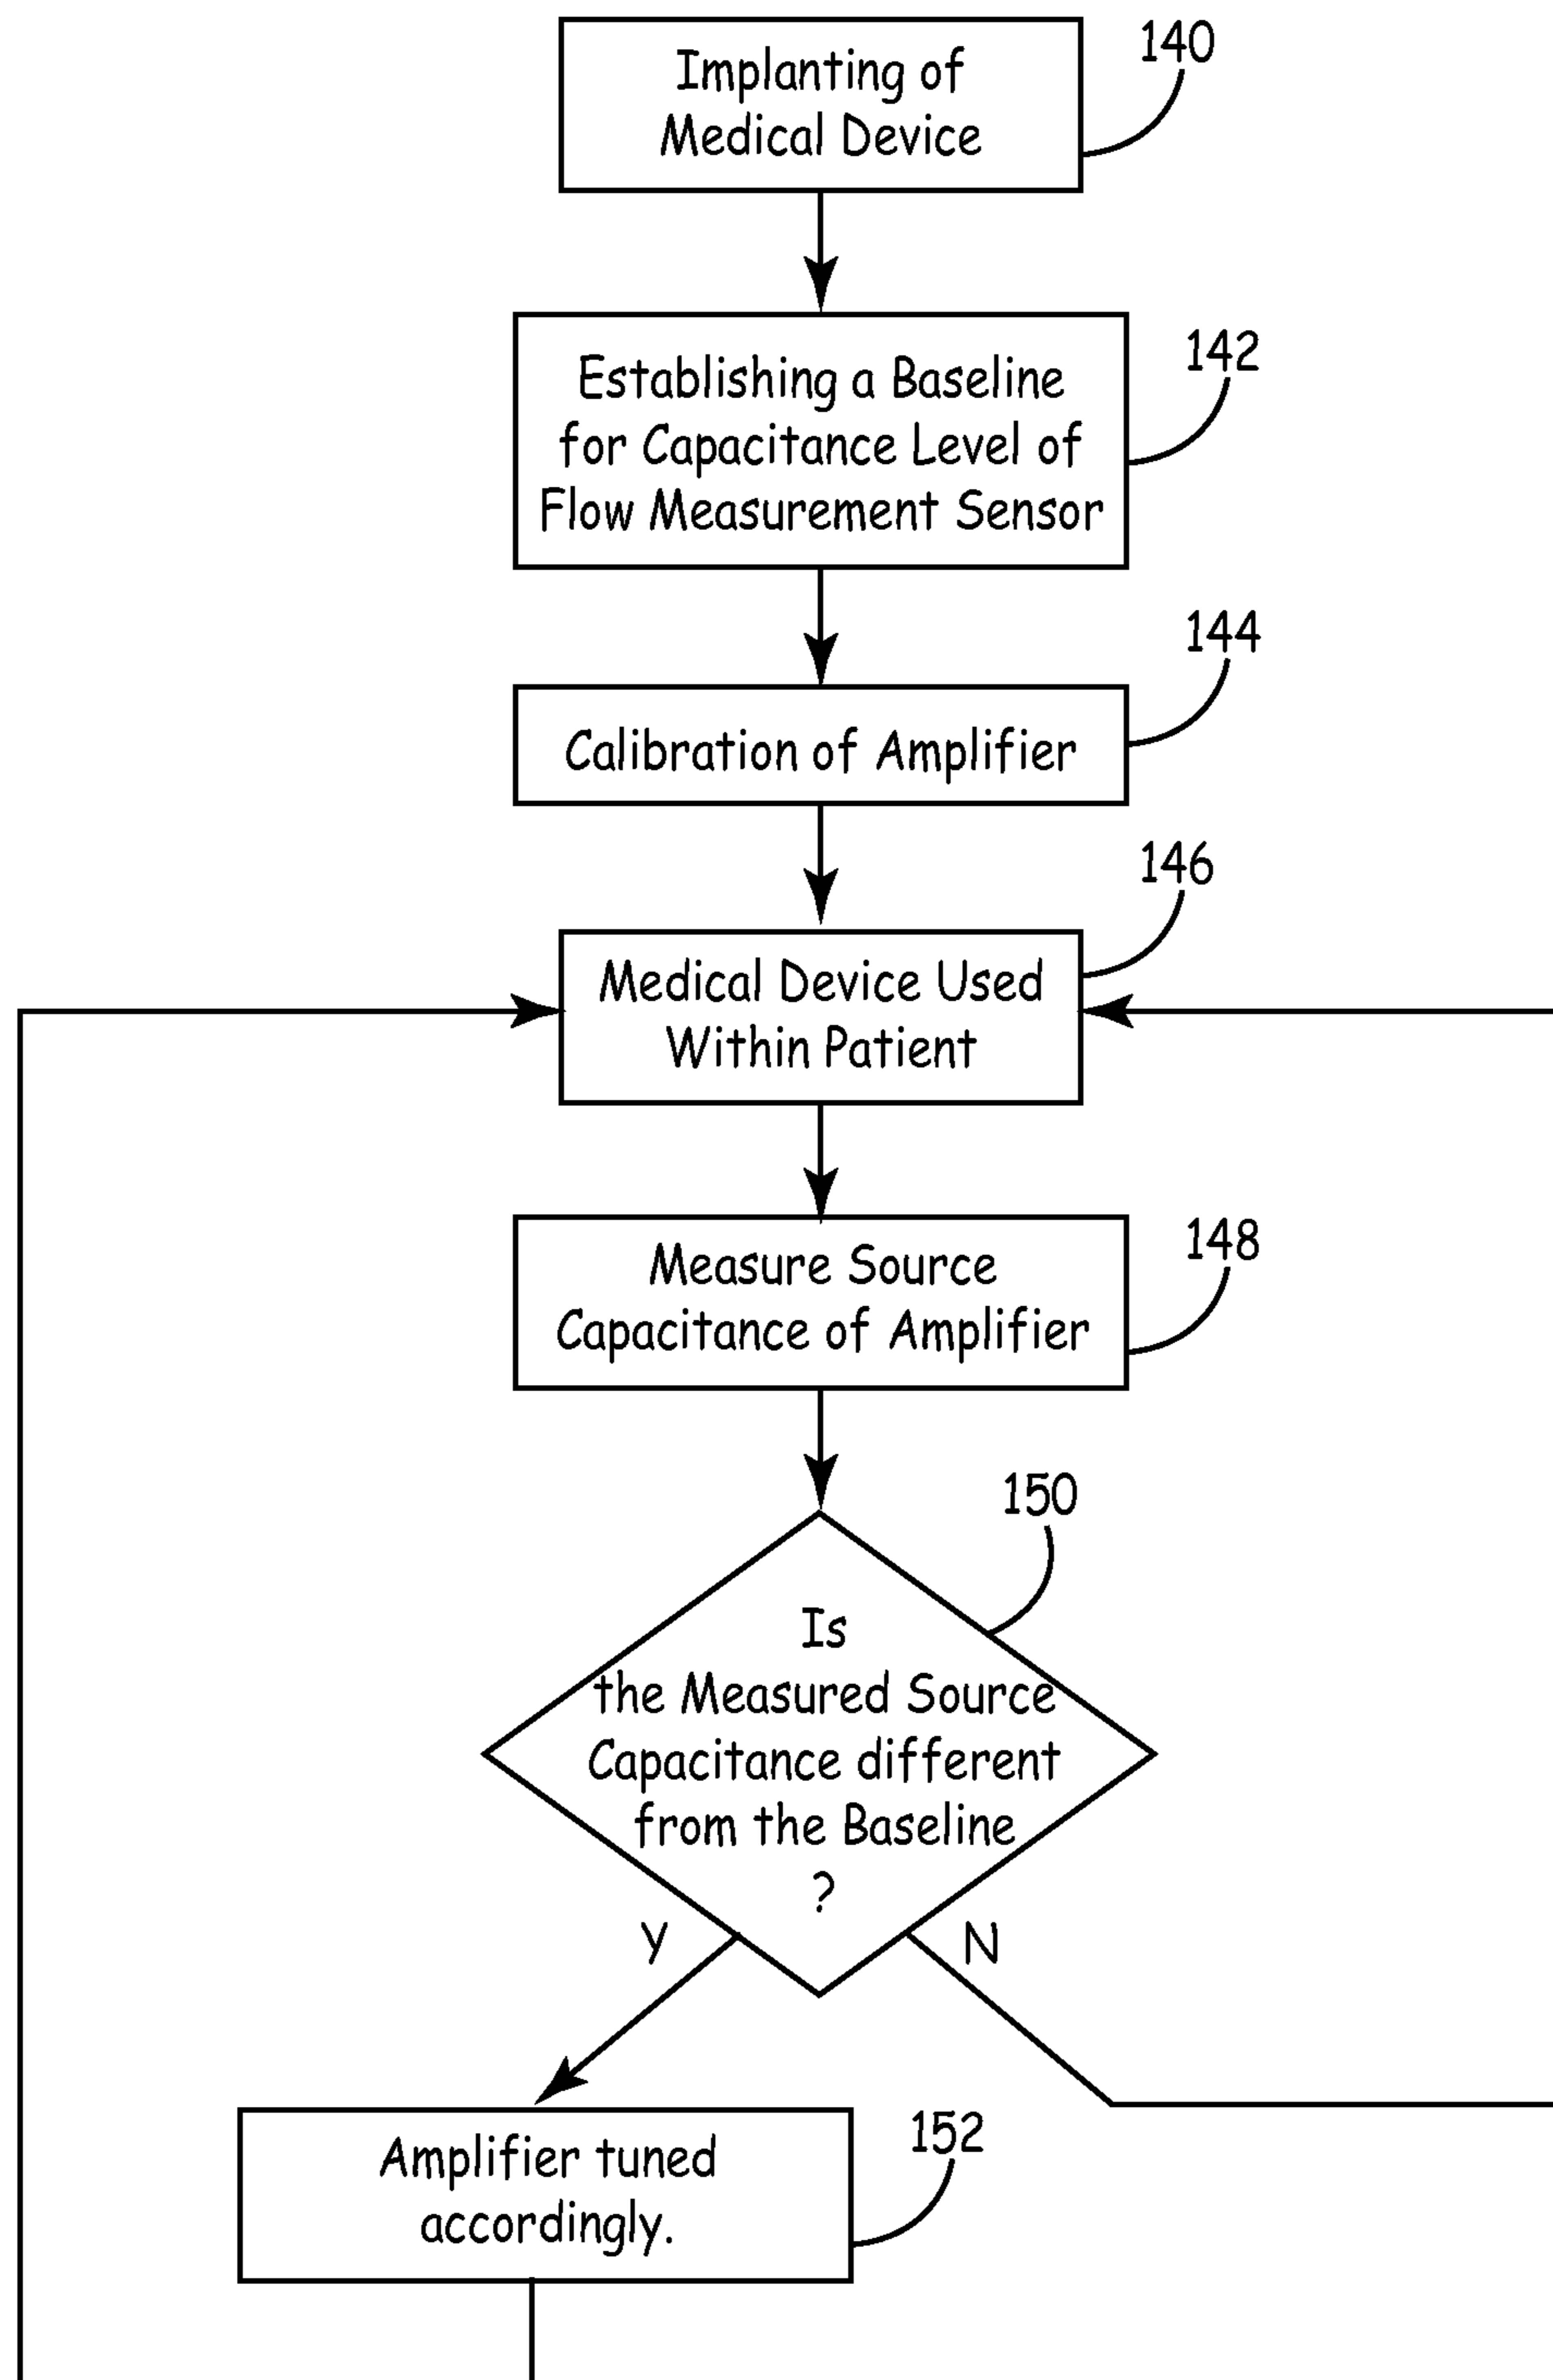 140
Implanting of
Medical Device
142
Establishing a Baseline
for Capacitance Level of
Flow Measurement Sensor
144
Calibration of Amplifier
146
Medical Device Used
Within Patient
148
Measure Source
Capacitance of Amplifier
150
Is
the Measured Source
Capacitance different
from the Baseline
?
Y
N
152
Amplifier tuned
accordingly.